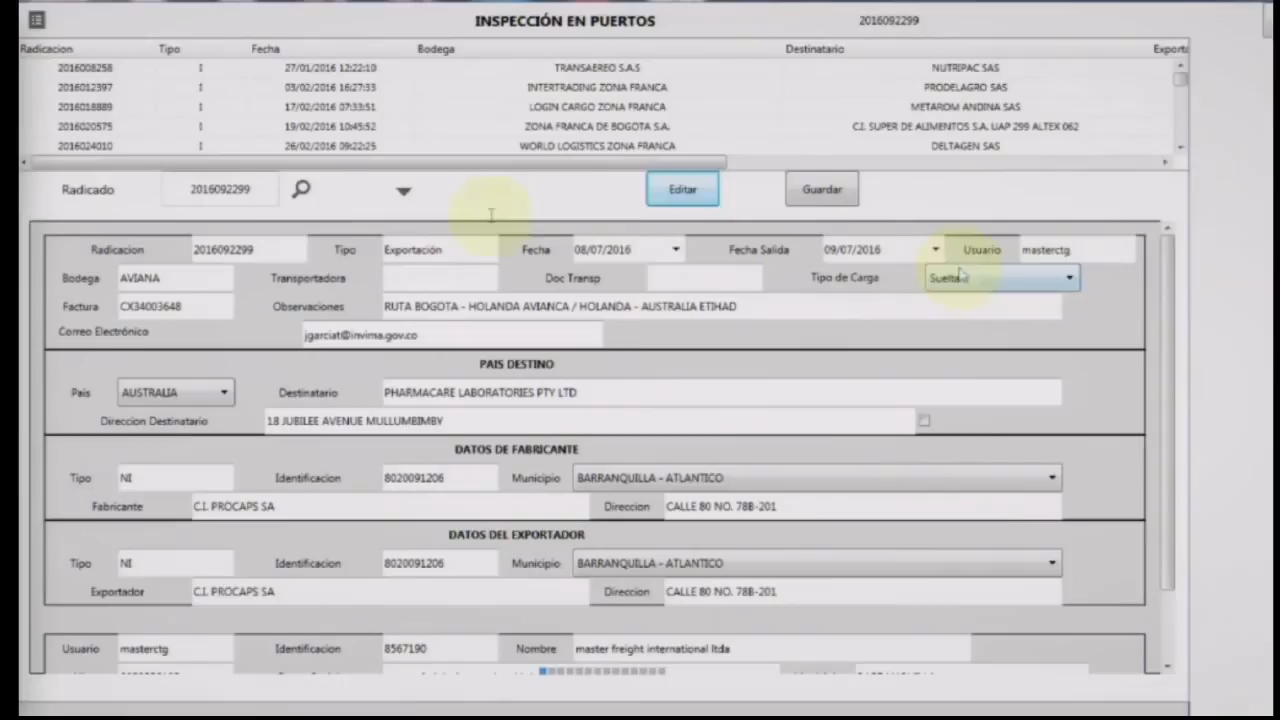 INSPECCIÓN EN PUERTOS 2016092299
Radicacion Tipo Fecha Bodega Destinatario Exporta
2016008258 I 27/01/2016 12:22:10 TRANSAEREO S.A.S NUTRIPAC SAS
2016012397 I 03/02/2016 16:27:33 INTERTRADING ZONA FRANCA PRODELAGRO SAS
2016018889 I 17/02/2016 07:33:51 LOGIN CARGO ZONA FRANCA METAROM ANDINA SAS
2016020575 I 19/02/2016 10:45:52 ZONA FRANCA DE BOGOTA S.A. C.I. SUPER DE ALIMENTOS S.A. UAP 299 ALTEX 062
2016024010 I 26/02/2016 09:22:25 WORLD LOGISTICS ZONA FRANCA DELTAGEN SAS
Radicado 2016092299 Editar Guardar
Radicacion 2016092299 Tipo Exportación Fecha 08/07/2016 Fecha Salida 09/07/2016 Usuario masterctg
Bodega AVIANA Transportadora Doc Transp Tipo de Carga
Factura CX34003648 Observaciones RUTA BOGOTA - HOLANDA AVIANCA / HOLANDA - AUSTRALIA ETIHAD
Correo Electrónico jgarciat@invima.gov.co
PAIS DESTINO
Pais AUSTRALIA Destinatario PHARMACARE LABORATORIES PTY LTD
Direccion Destinatario 18 JUBILEE AVENUE MULLUMBIMBY
DATOS DE FABRICANTE
Tipo NI Identificacion 8020091206 Municipio BARRANQUILLA - ATLANTICO
Fabricante C.I. PROCAPS SA Direccion CALLE 80 NO. 78B-201
DATOS DEL EXPORTADOR
Tipo NI Identificacion 8020091206 Municipio BARRANQUILLA - ATLANTICO
Exportador C.I. PROCAPS SA Direccion CALLE 80 NO. 78B-201
Usuario masterctg Identificacion 8567190 Nombre master freight international ltda